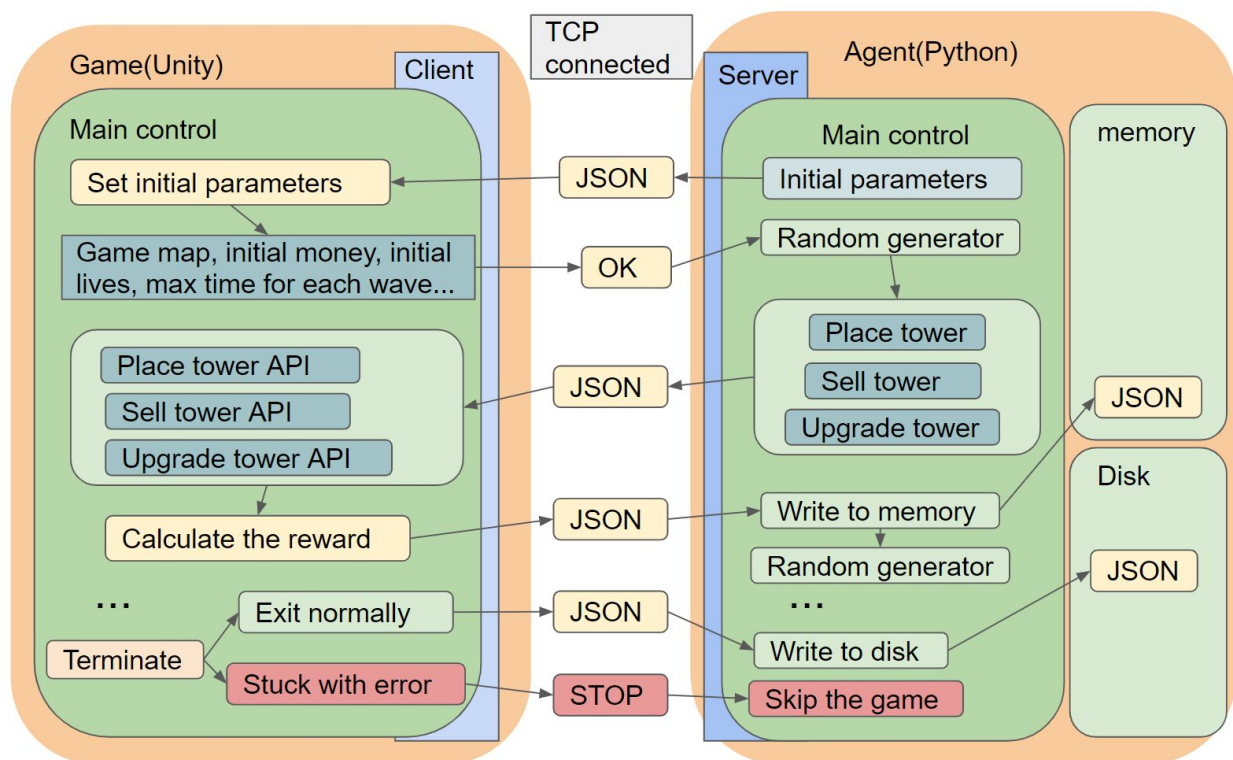 Game(Unity)
Client
TCP
connected
Server
Agent(Python)
Main control
Set initial parameters
JSON
Main control
Initial parameters
memory
Game map, initial money, initial
lives, max time for each wave...
OK
Random generator
Place tower API
Sell tower API
Upgrade tower API
JSON
Place tower
Sell tower
Upgrade tower
JSON
Calculate the reward
JSON
Write to memory
Random generator
Disk
JSON
...
Exit normally
JSON
...
Write to disk
Terminate
Stuck with error
STOP
Skip the game